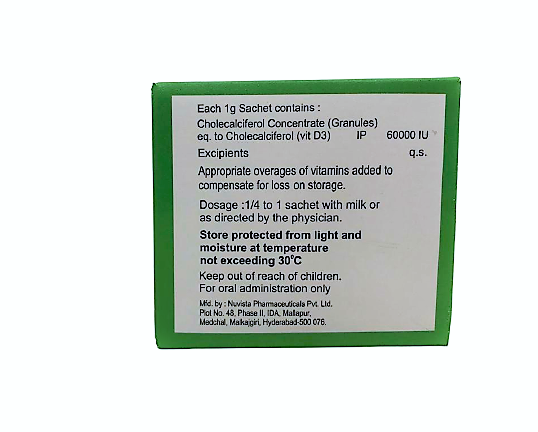 Each 1g Sachet contains :
Cholecalciferol Concentrate (Granules)
eq. to Cholecalciferol (vit D3) IP 60000 IU
Excipients q.s.
Appropriate overages of vitamins added to
compensate for loss on storage.
Dosage :1/4 to 1 sachet with milk or
as directed by the physician.
Store protected from light and
moisture at temperature
not exceeding 30°C
Keep out of reach of children.
For oral administration only
Mfd. by : Nuvista Pharmaceuticals Pvt. Ltd.
Plot No. 48, Phase II, IDA, Mallapur,
Medchal, Malkajgiri, Hyderabad-500 076.